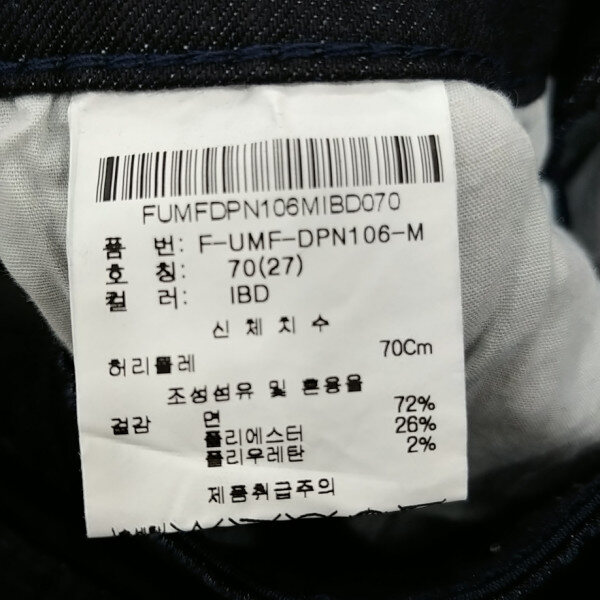 FUMFDPN106MIBD070
품 번: F-UMF-DPN106-M
호 칭: 70(27)
컬 러: IBD
신체치수
허리둘레 70Cm
조성섬유 및 혼용율
겉감 면 72%
폴리에스터 26%
폴리우레탄 2%
제품취급주의